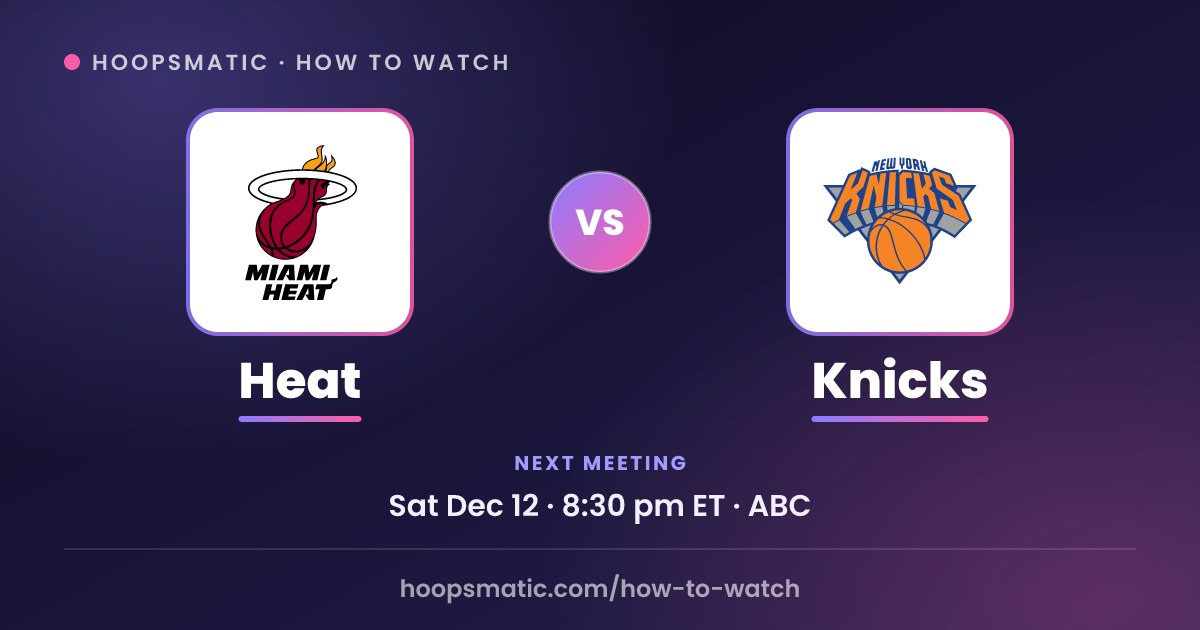 HOOPSMATIC · HOW TO WATCH
MIAMI
HEAT
VS
NEW YORK
KNICKS
Heat
Knicks
NEXT MEETING
Sat Dec 12 · 8:30 pm ET · ABC
hoopsmatic.com/how-to-watch